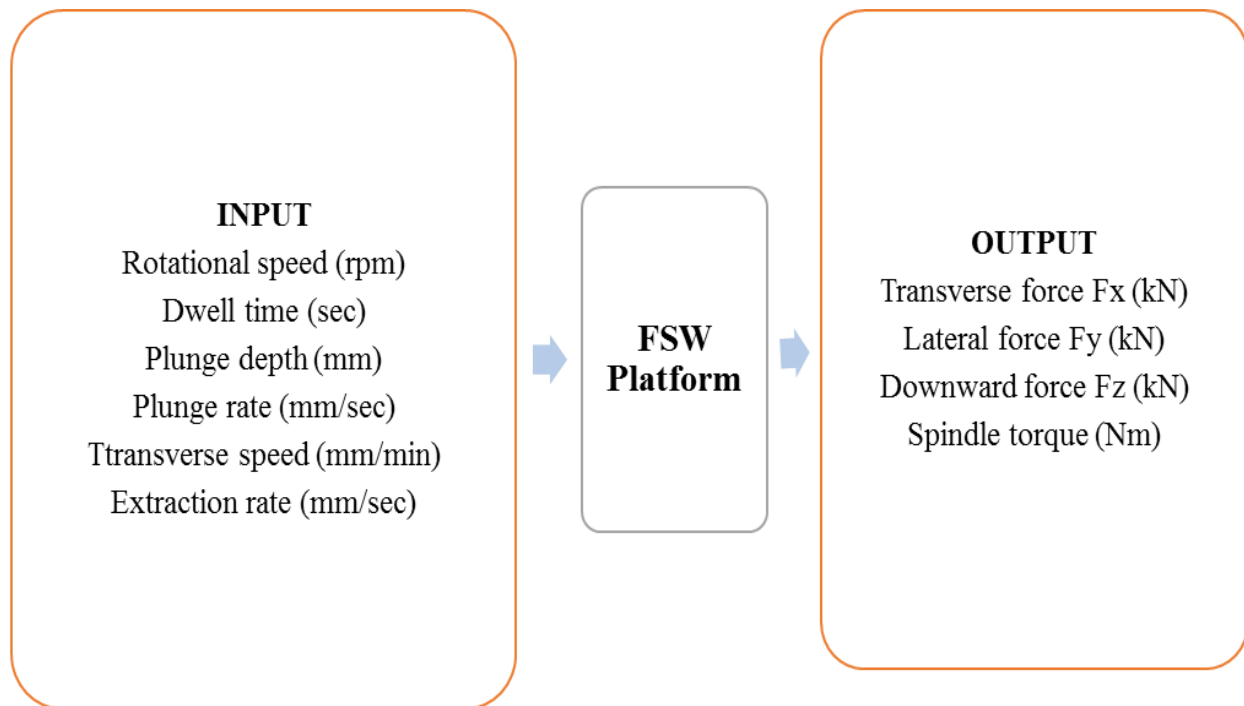 INPUT
Rotational speed (rpm)
Dwell time (sec)
Plunge depth (mm)
Plunge rate (mm/sec)
Ttransverse speed (mm/min)
Extraction rate (mm/sec)
FSW
Platform
OUTPUT
Transverse force Fx (kN)
Lateral force Fy (kN)
Downward force Fz (kN)
Spindle torque (Nm)